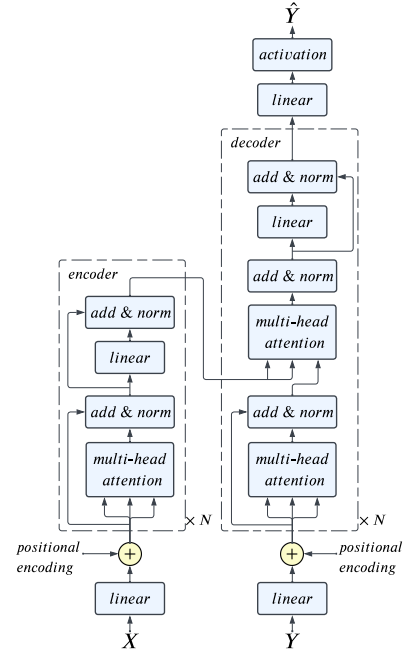 Ŷ
activation
linear
decoder
add & norm
linear
add & norm
multi-head
attention
add & norm
multi-head
attention
× N
encoder
add & norm
linear
add & norm
multi-head
attention
× N
positional
encoding
+
linear
X
+
positional
encoding
linear
Y